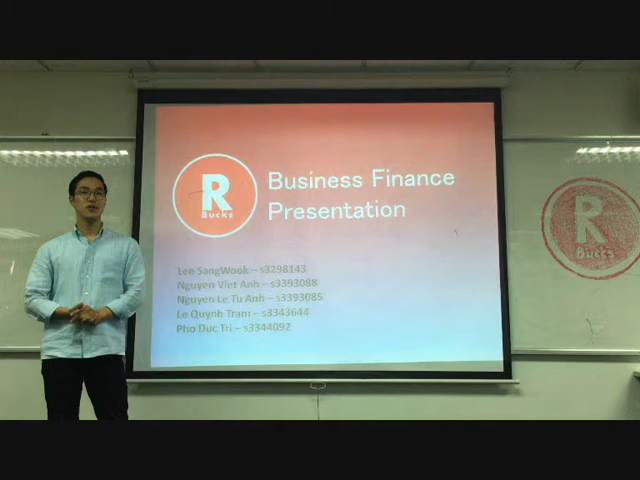 R
Bucks
Business Finance
Presentation
Lee SangWook – s3298143
Nguyen Viet Anh – s3393088
Nguyen Le Tu Anh – s3393085
Le Quynh Tram – s3343644
Pho Duc Tri – s3344092
R
Bucks